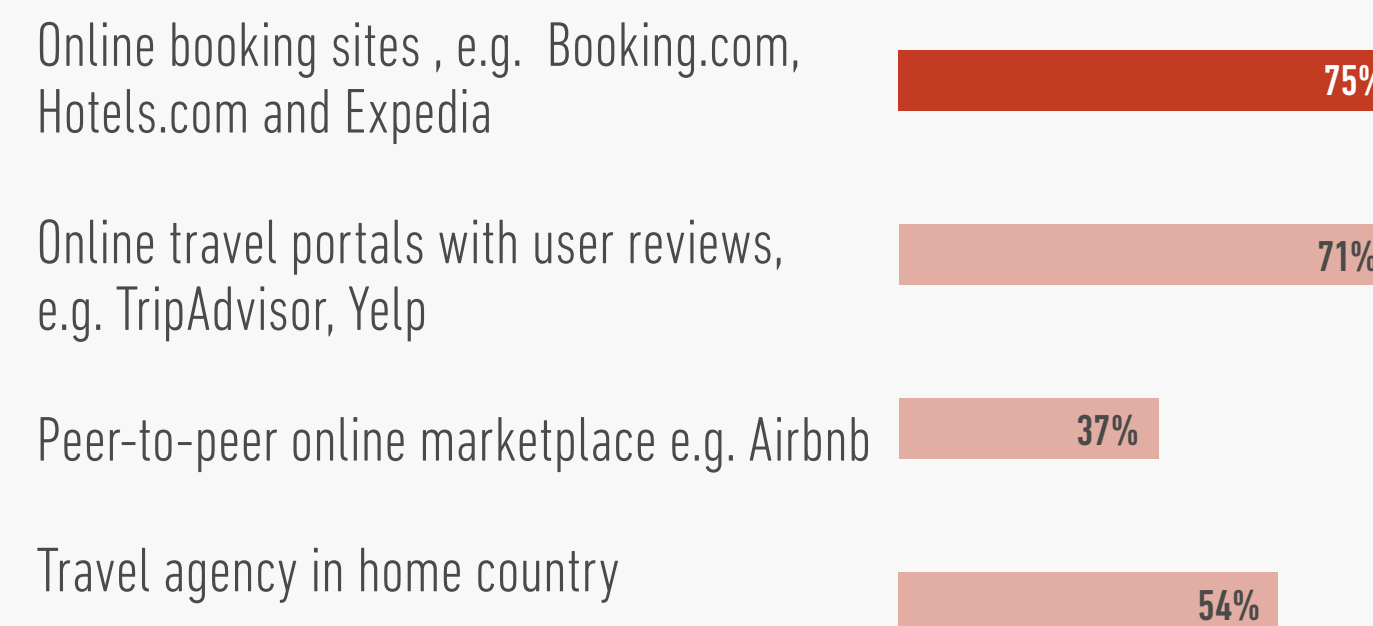 Online booking sites , e.g.  Booking.com,
Hotels.com and Expedia
75%
Online travel portals with user reviews,
e.g. TripAdvisor, Yelp
71%
Peer-to-peer online marketplace e.g. Airbnb
37%
Travel agency in home country
54%